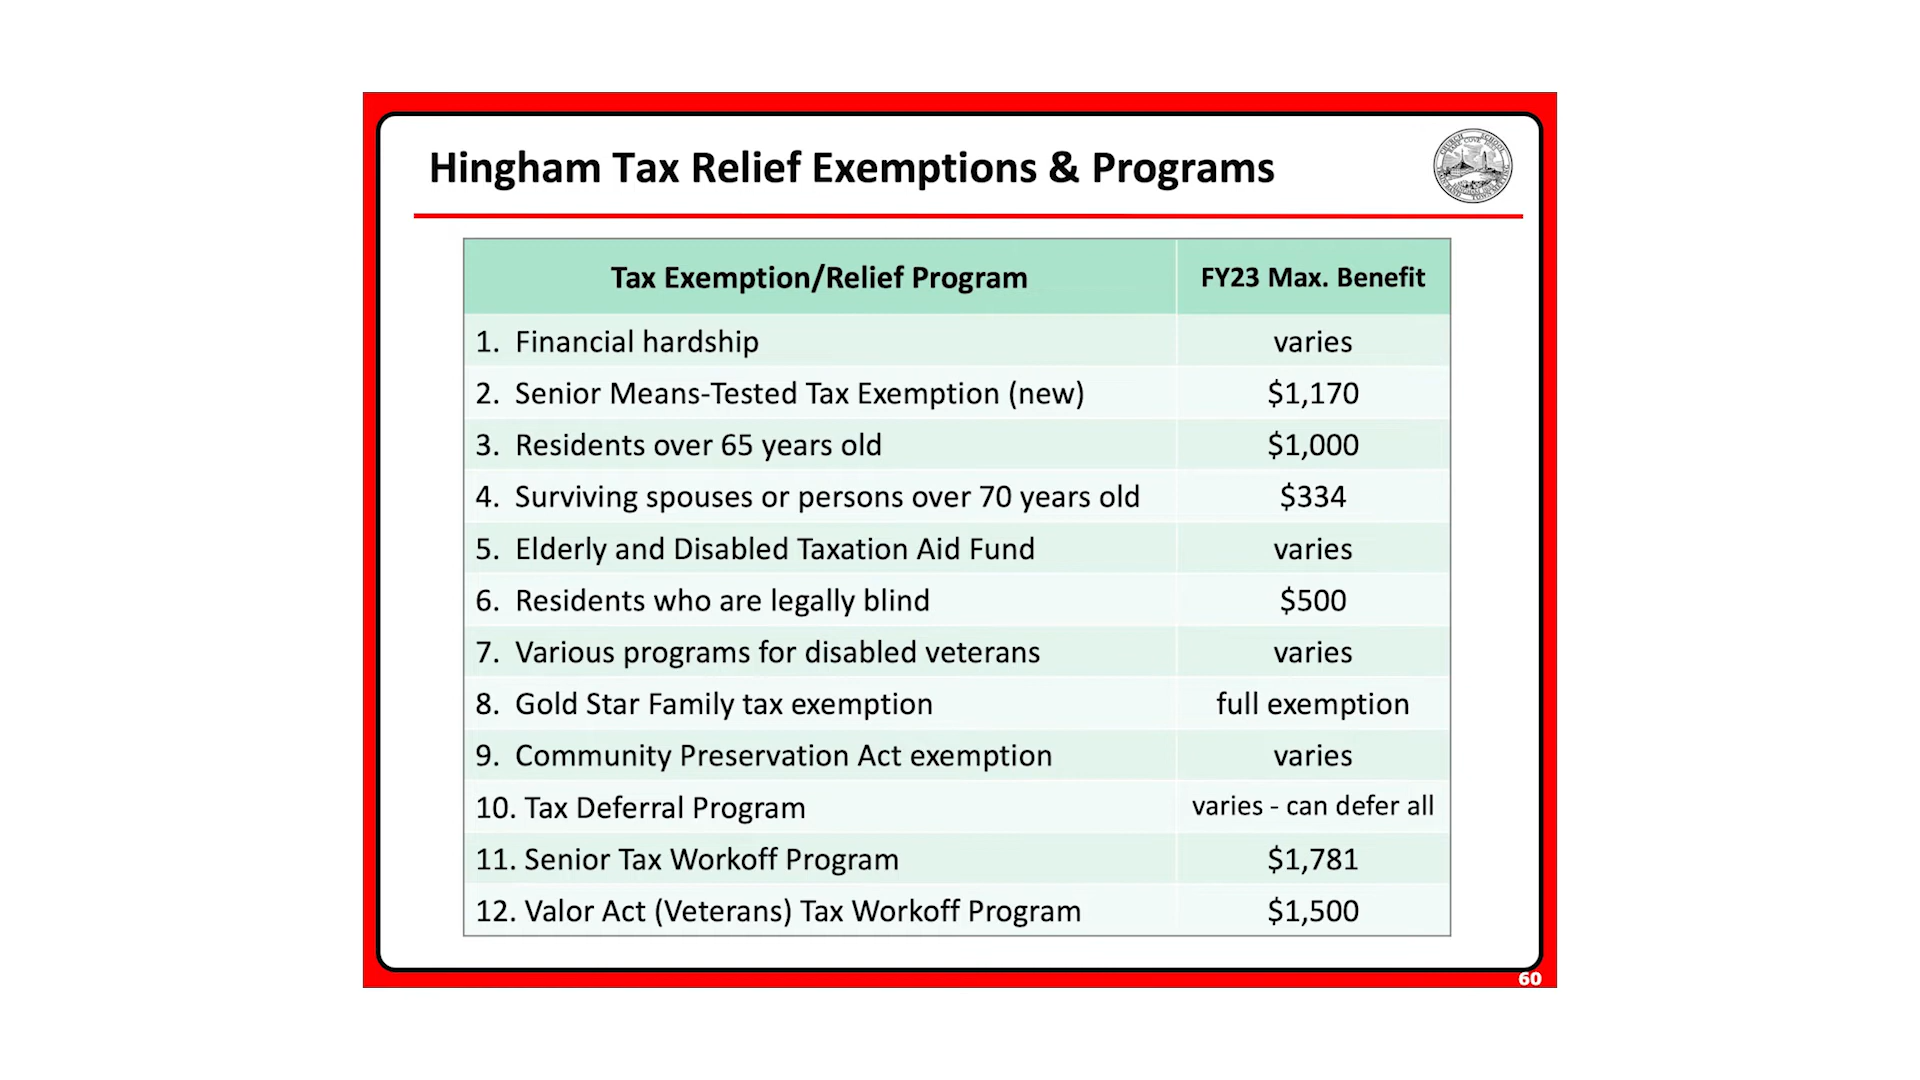 Hingham Tax Relief Exemptions & Programs
Tax Exemption/Relief Program FY23 Max. Benefit
1. Financial hardship varies
2. Senior Means-Tested Tax Exemption (new) $1,170
3. Residents over 65 years old $1,000
4. Surviving spouses or persons over 70 years old $334
5. Elderly and Disabled Taxation Aid Fund varies
6. Residents who are legally blind $500
7. Various programs for disabled veterans varies
8. Gold Star Family tax exemption full exemption
9. Community Preservation Act exemption varies
10. Tax Deferral Program varies - can defer all
11. Senior Tax Workoff Program $1,781
12. Valor Act (Veterans) Tax Workoff Program $1,500
60